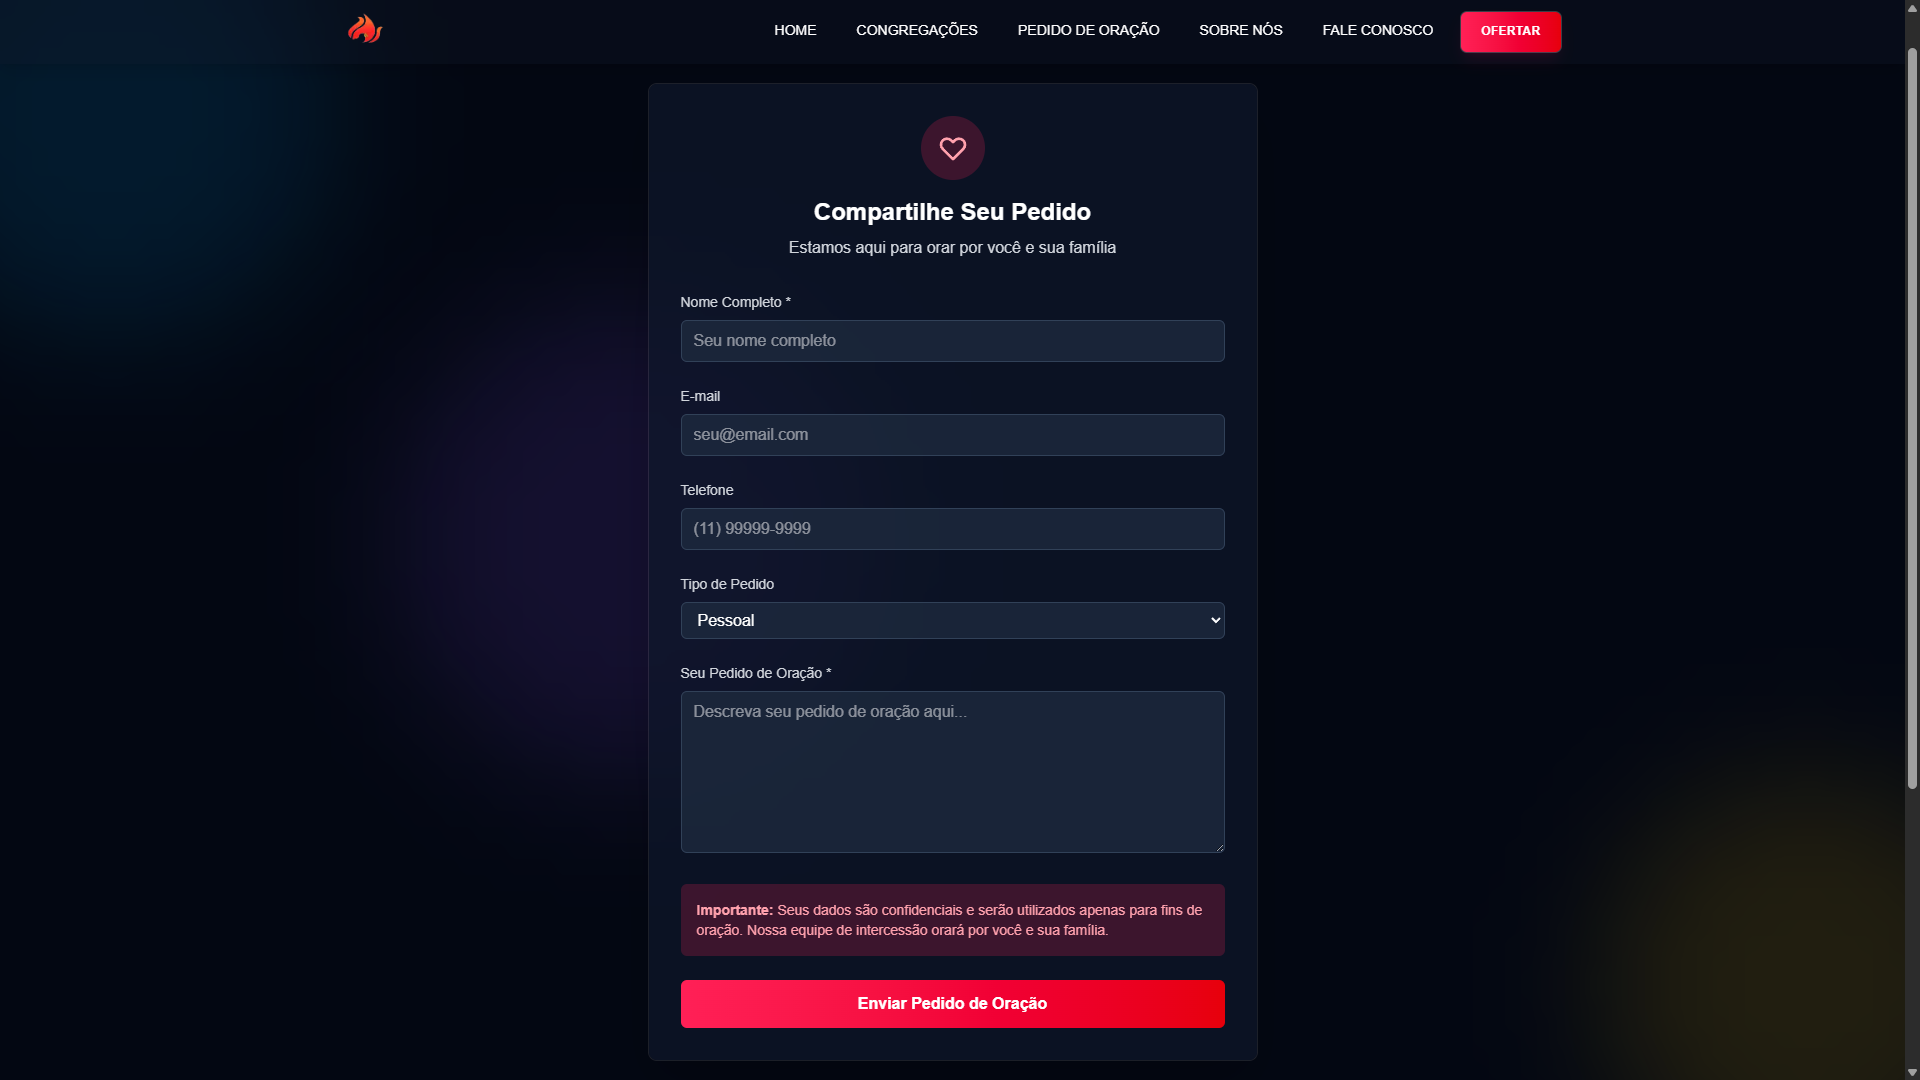 HOME
CONGREGAÇÕES
PEDIDO DE ORAÇÃO
SOBRE NÓS
FALE CONOSCO
OFERTAR
Compartilhe Seu Pedido
Estamos aqui para orar por você e sua família
Nome Completo *
Seu nome completo
E-mail
seu@email.com
Telefone
(11) 99999-9999
Tipo de Pedido
Pessoal
Seu Pedido de Oração *
Descreva seu pedido de oração aqui...
Importante: Seus dados são confidenciais e serão utilizados apenas para fins de
oração. Nossa equipe de intercessão orará por você e sua família.
Enviar Pedido de Oração